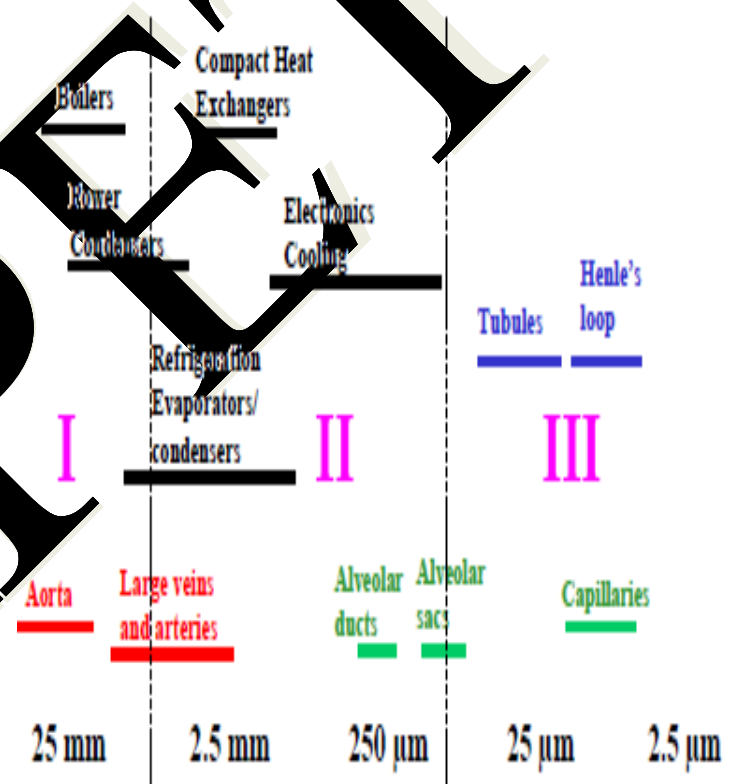 Boilers
Compact Heat
Exchangers
Power
Condensers
Electronics
Cooling
Tubules
Henle's
loop
Refrigeration
Evaporators/
condensers
I
II
III
Aorta
Large veins
and arteries
Alveolar
ducts
Alveolar
sacs
Capillaries
25 mm
2.5 mm
250 μm
25 μm
2.5 μm